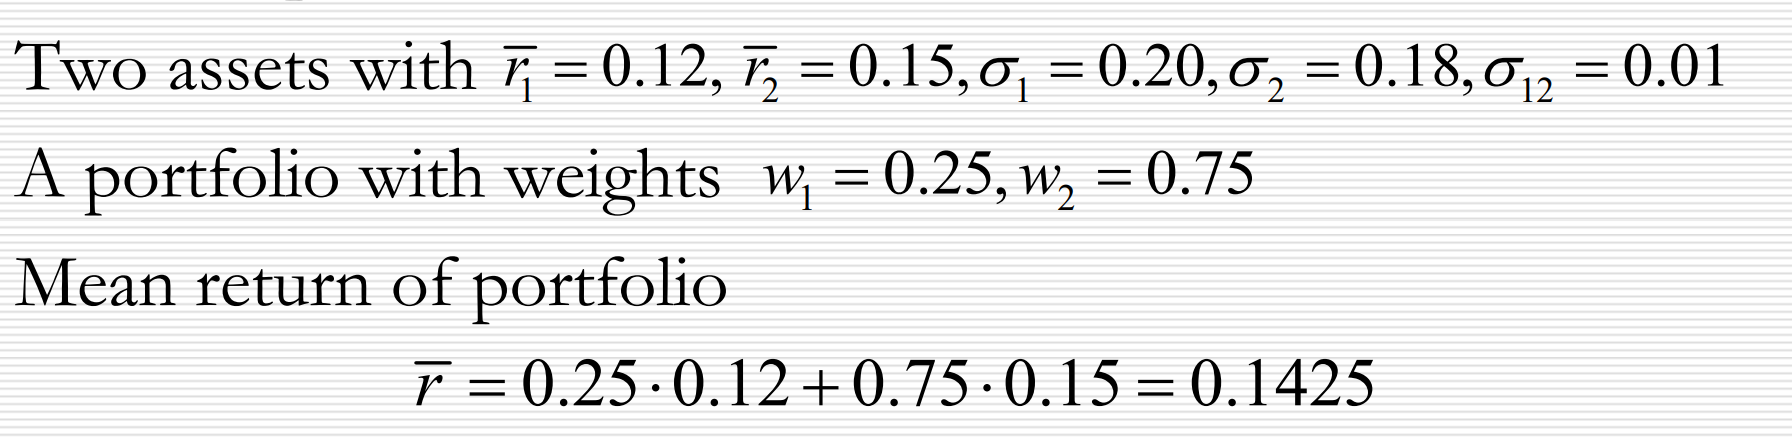 Two assets with r̅₁ = 0.12, r̅₂ = 0.15, σ₁ = 0.20, σ₂ = 0.18, σ₁₂ = 0.01
A portfolio with weights w₁ = 0.25, w₂ = 0.75
Mean return of portfolio
r̅ = 0.25·0.12 + 0.75·0.15 = 0.1425